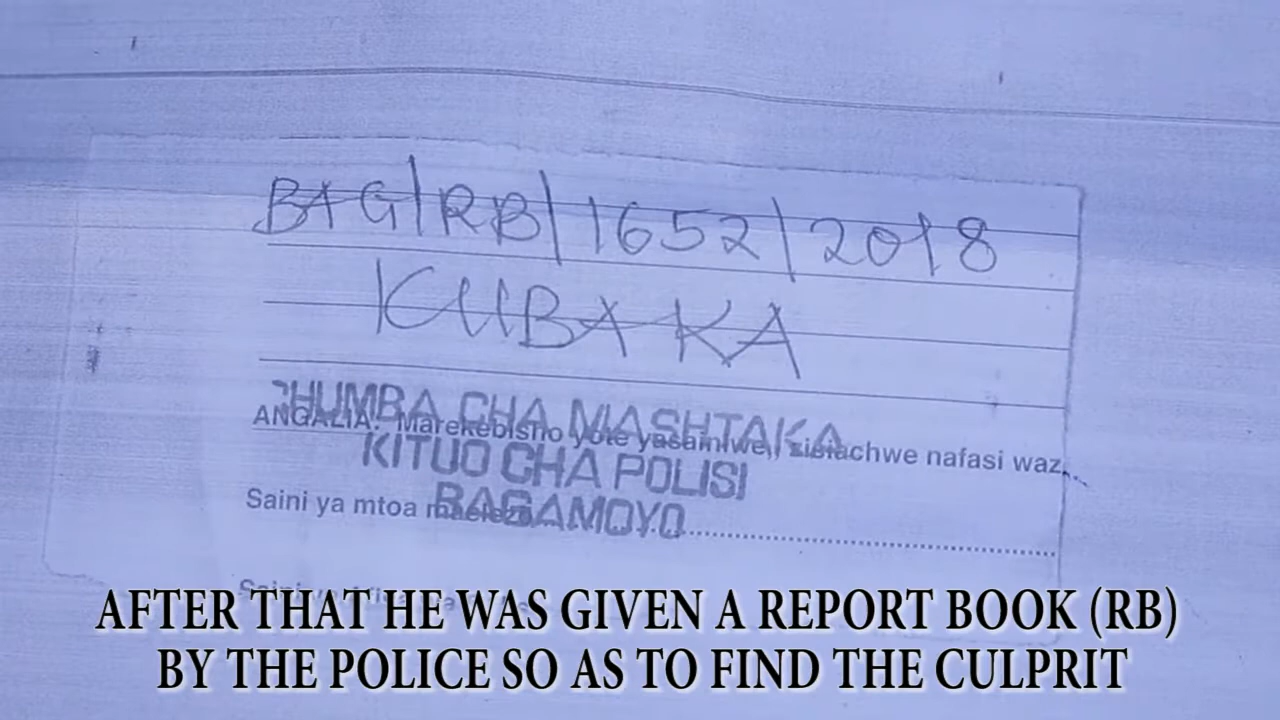 BAG/RB/1652/2018
KUBAKA
CHUMBA CHA MASHTAKA
ANGALIA: Marekebisho yote yasainiwe, zisiachwe nafasi waz
KITUO CHA POLISI
Saini ya mtoa maelezo
BAGAMOYO
AFTER THAT HE WAS GIVEN A REPORT BOOK (RB)
BY THE POLICE SO AS TO FIND THE CULPRIT